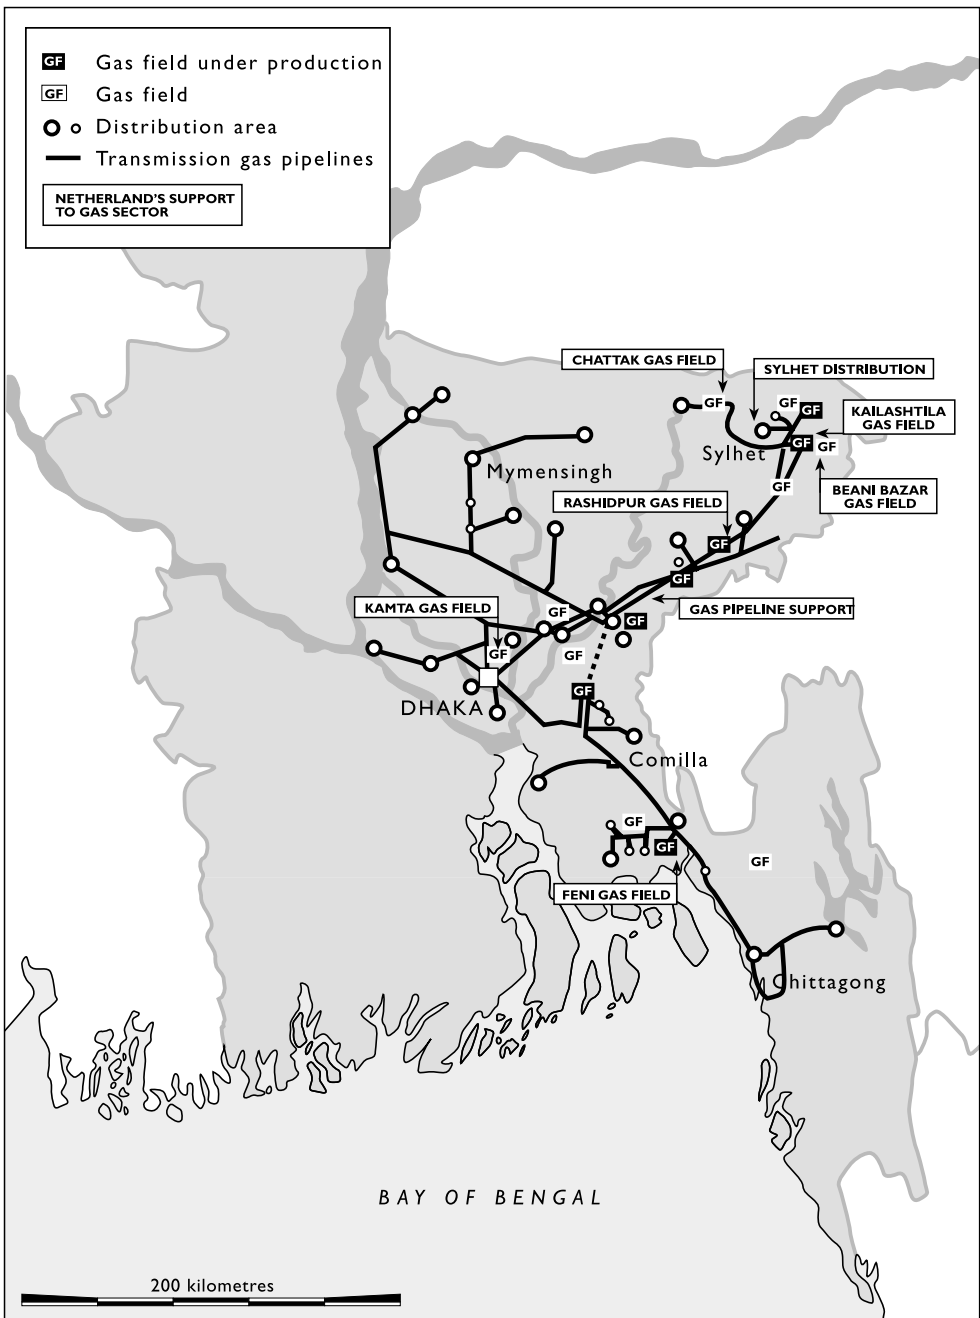 GF Gas field under production
GF Gas field
Distribution area
Transmission gas pipelines
NETHERLAND'S SUPPORT
TO GAS SECTOR
CHATTAK GAS FIELD
SYLHET DISTRIBUTION
GF
GF
GF
KAILASHTILA
GAS FIELD
Sylhet
GF
GF
Mymensingh
GF
BEANI BAZAR
GAS FIELD
RASHIDPUR GAS FIELD
GF
GF
KAMTA GAS FIELD
GF
GAS PIPELINE SUPPORT
GF
GF
GF
GF
DHAKA
Comilla
GF
GF
GF
FENI GAS FIELD
Chittagong
BAY OF BENGAL
200 kilometres